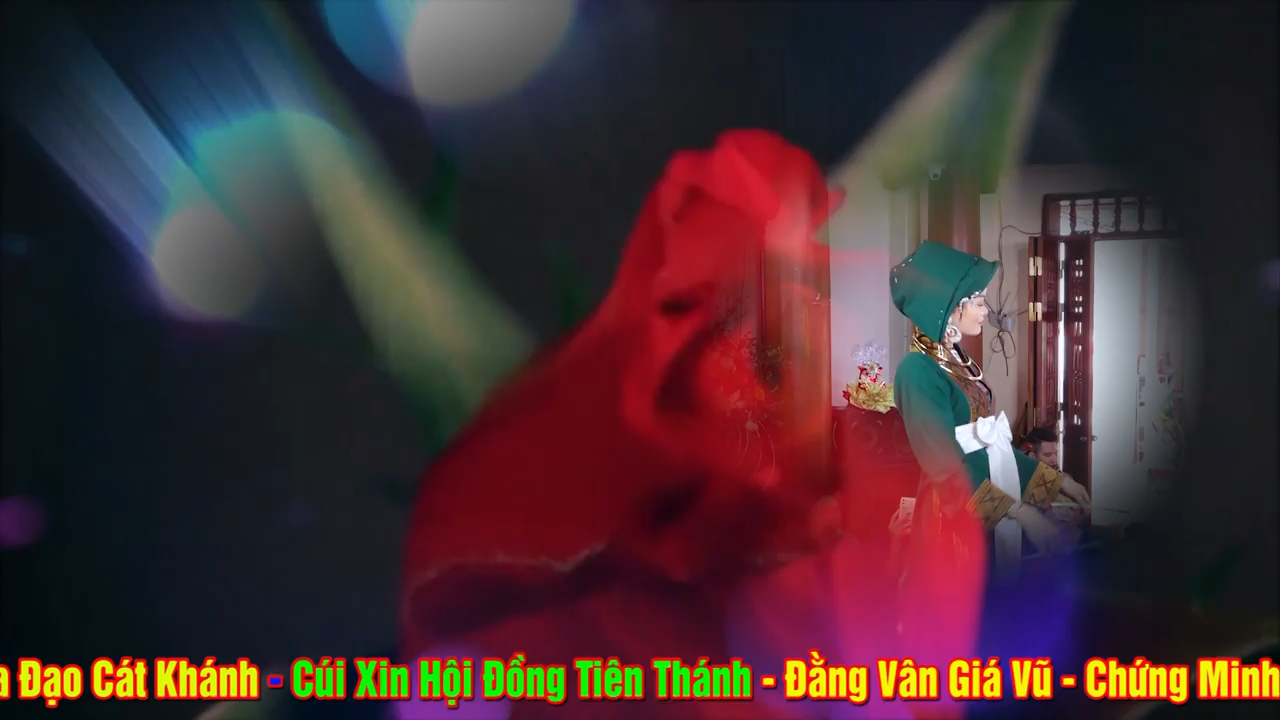 a Đạo Cát Khánh - Cúi Xin Hội Đồng Tiên Thánh - Đằng Vân Giá Vũ - Chứng Minh